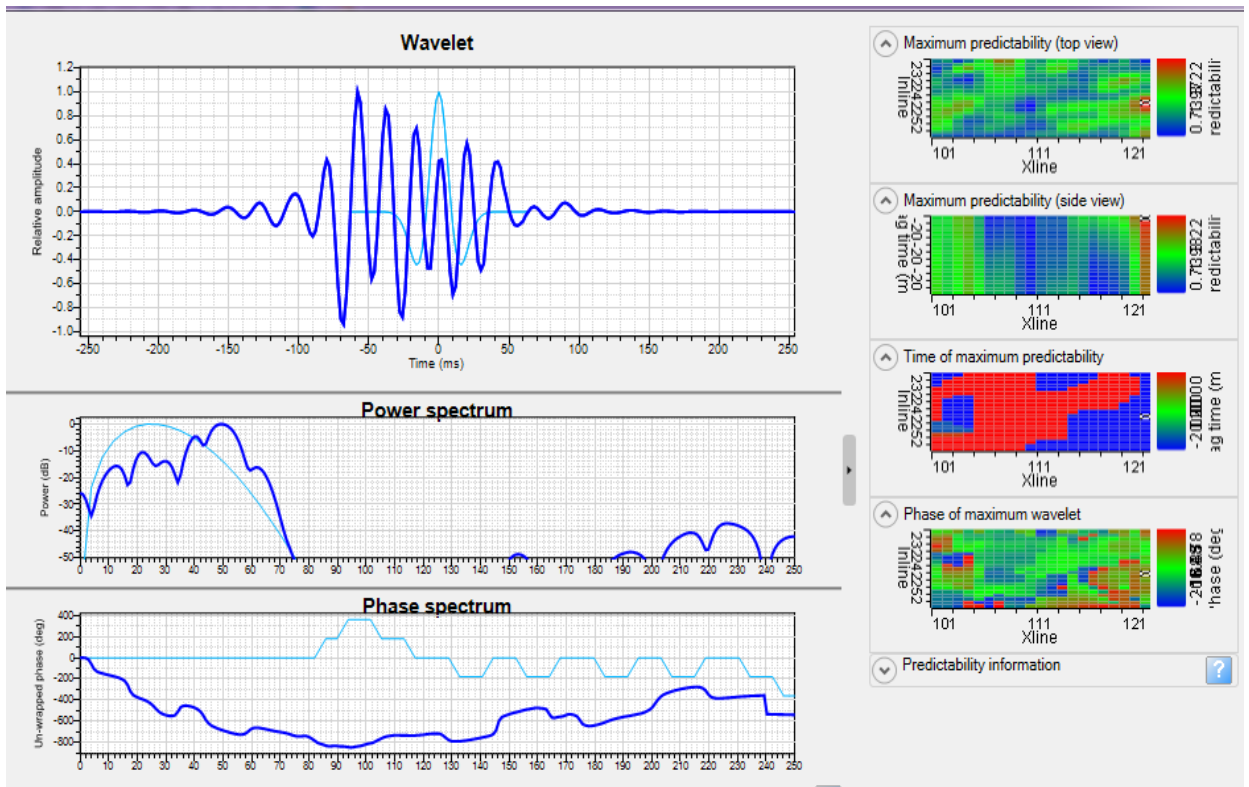 Wavelet
Relative amplitude
1.2
1.0
0.8
0.6
0.4
0.2
0.0
-0.2
-0.4
-0.6
-0.8
-1.0
-250 -200 -150 -100 -50 0 50 100 150 200 250
Time (ms)
Power spectrum
Power (dB)
0
-10
-20
-30
-40
-50
0 10 20 30 40 50 60 70 80 90 100 110 120 130 140 150 160 170 180 190 200 210 220 230 240 250
Phase spectrum
Un-wrapped phase (deg)
400
200
0
-200
-400
-600
-800
0 10 20 30 40 50 60 70 80 90 100 110 120 130 140 150 160 170 180 190 200 210 220 230 240 250
Maximum predictability (top view)
Inline
101 111 121
Xline
redictabili
Maximum predictability (side view)
ag time (m
101 111 121
Xline
redictabili
Time of maximum predictability
Inline
101 111 121
Xline
ag time (m
Phase of maximum wavelet
Inline
101 111 121
Xline
Predictability information
?